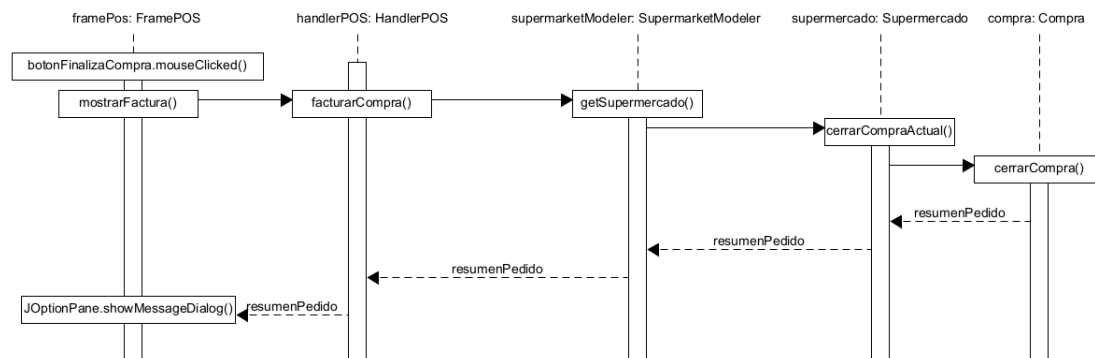 framePos: FramePOS
handlerPOS: HandlerPOS
supermarketModeler: SupermarketModeler
supermercado: Supermercado
compra: Compra
botonFinalizaCompra.mouseClicked()
mostrarFactura()
facturarCompra()
getSupermercado()
cerrarCompraActual()
cerrarCompra()
resumenPedido
resumenPedido
resumenPedido
JOptionPane.showMessageDialog()
resumenPedido